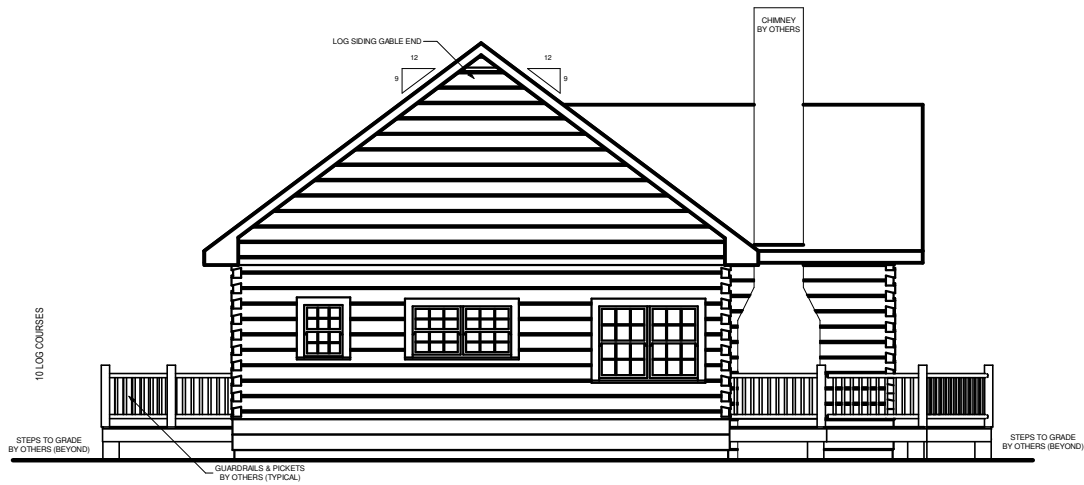 CHIMNEY
BY OTHERS
LOG SIDING GABLE END
12
12
9
9
10 LOG COURSES
STEPS TO GRADE
BY OTHERS (BEYOND)
STEPS TO GRADE
BY OTHERS (BEYOND)
GUARDRAILS & PICKETS
BY OTHERS (TYPICAL)